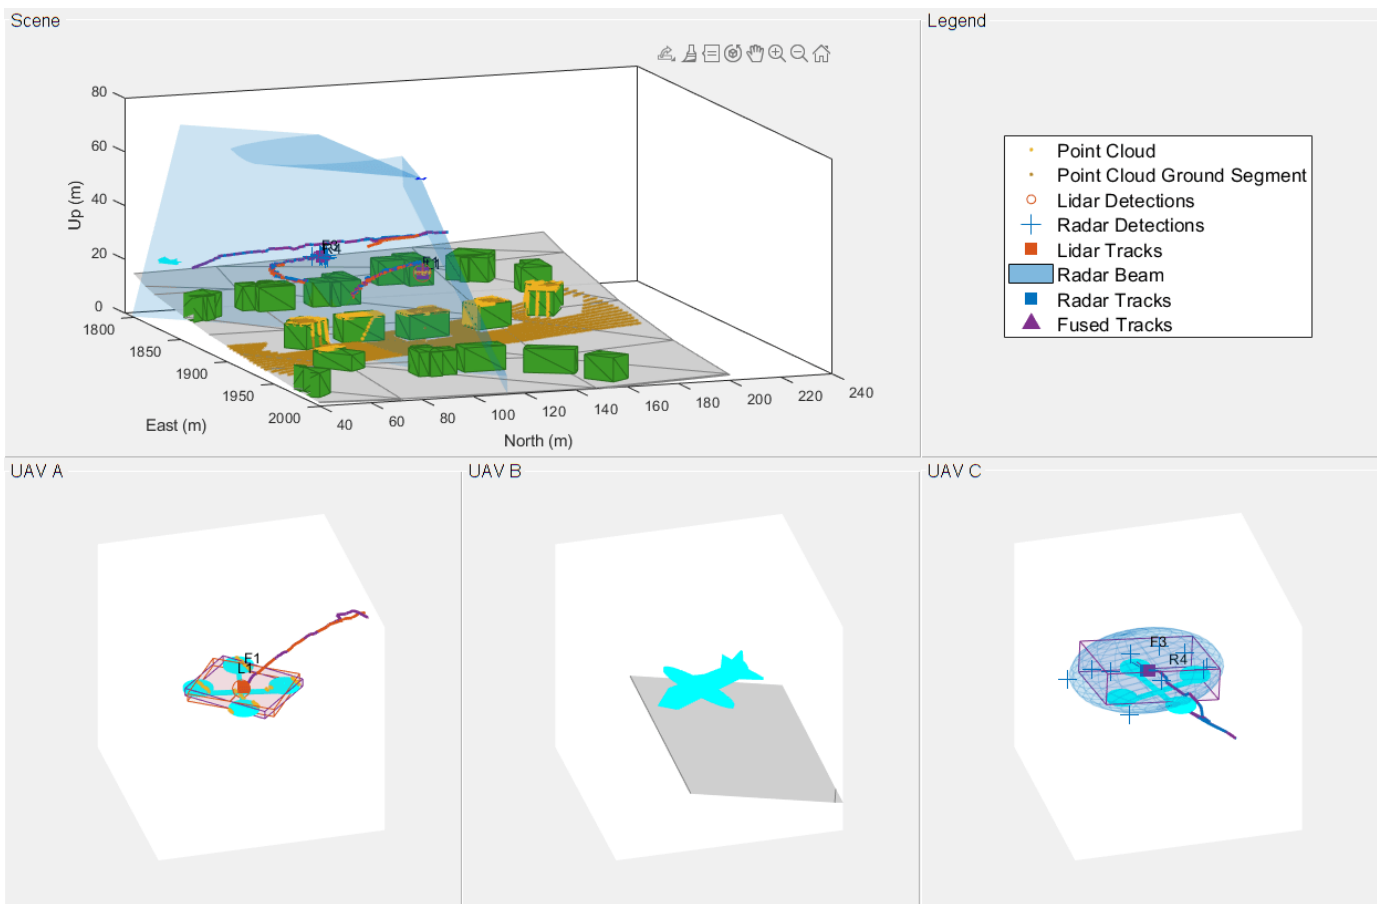 Scene
Legend
80
60
40
20
0
Up (m)
1800
1850
1900
1950
2000
East (m)
40
60
80
100
120
140
160
180
200
220
240
North (m)
Point Cloud
Point Cloud Ground Segment
Lidar Detections
Radar Detections
Lidar Tracks
Radar Beam
Radar Tracks
Fused Tracks
UAV A
UAV B
UAV C
F1
L1
F3
R4